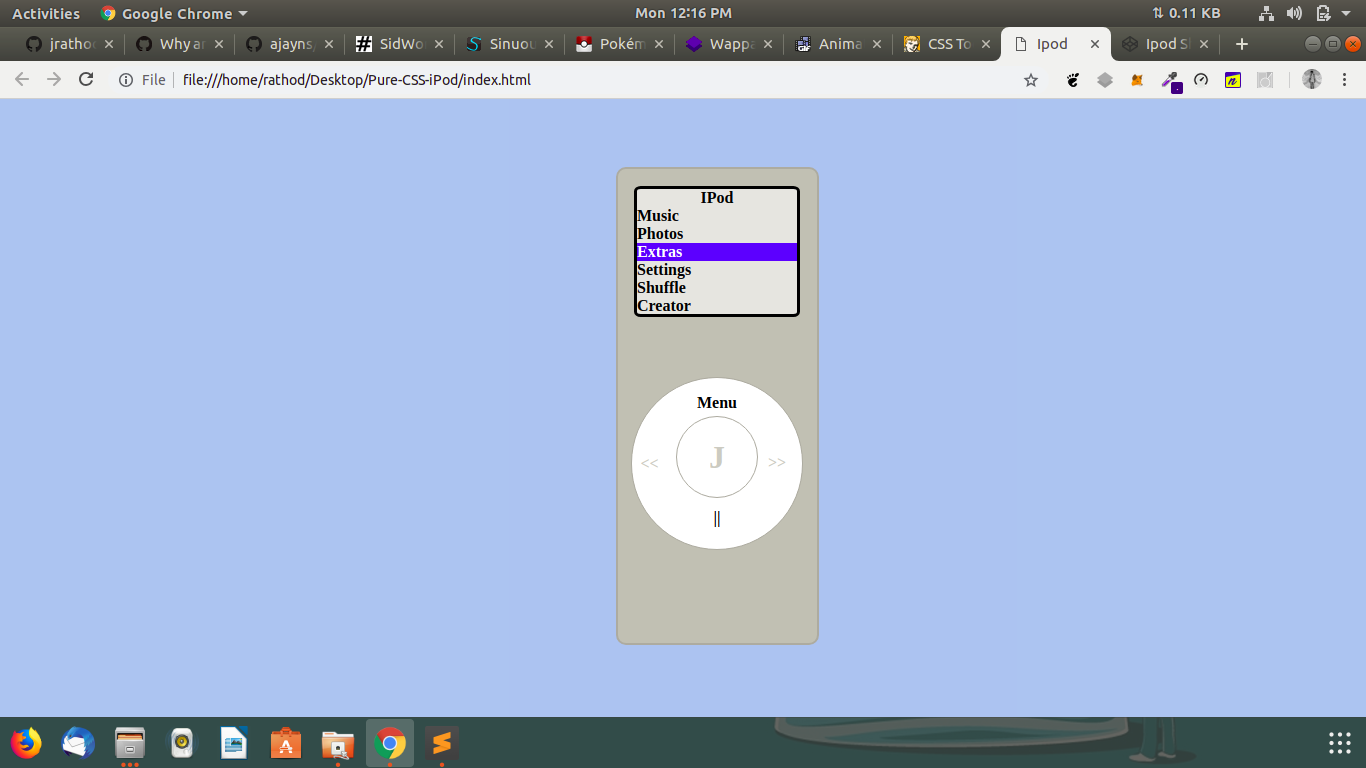 Activities Google Chrome Mon 12:16 PM 0.11 KB
jratho Why ar ajayns SidWo Sinuou Pokém Wappa Anima CSS To Ipod Ipod S
File file:///home/rathod/Desktop/Pure-CSS-iPod/index.html
IPod
Music
Photos
Extras
Settings
Shuffle
Creator
Menu
<< J >>
||